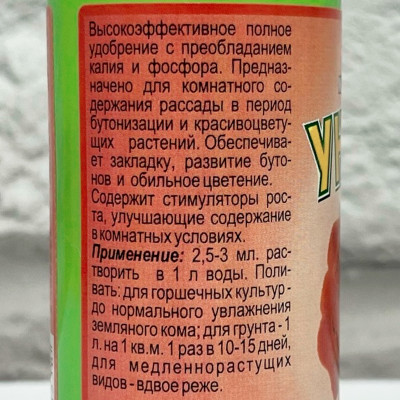 Высокоэффективное полное
удобрение с преобладанием
калия и фосфора. Предназ-
начено для комнатного со-
держания рассады в период
бутонизации и красивоцвету-
щих растений. Обеспечива-
ет закладку, развитие буто-
нов и обильное цветение.
Содержит стимуляторы рос-
та, улучшающие содержание
в комнатных условиях.
Применение: 2,5-3 мл. рас-
творить в 1 л воды. Поли-
вать: для горшечных культур -
до нормального увлажнения
земляного кома; для грунта - 1
л. на 1 кв.м. 1 раз в 10-15 дней,
для медленнорастущих
видов - вдвое реже.